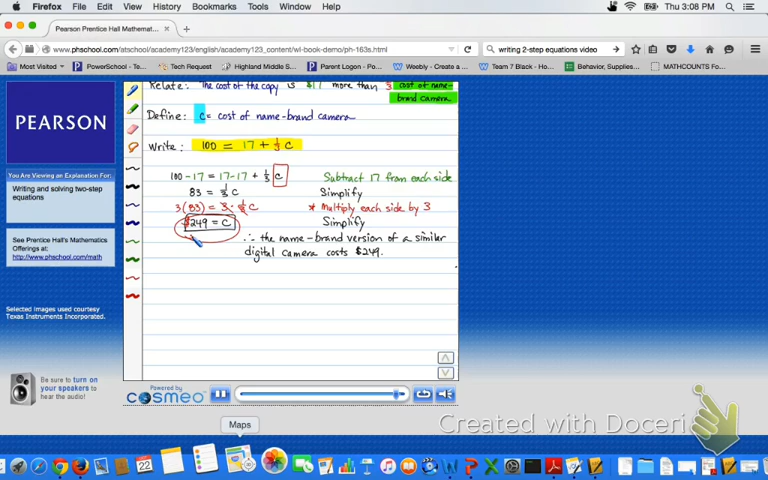 Firefox File Edit View History Bookmarks Tools Window Help
Thu 3:08 PM
Pearson Prentice Hall Mathemat...
www.phschool.com/atschool/academy123/english/academy123_content/wl-book-demo/ph-163s.html
writing 2-step equations video
Most Visited
PowerSchool - Te...
Tech Request
Highland Middle S...
Parent Logon - Po...
Weebly - Create a ...
Team 7 Black - Ho...
Behavior, Supplies...
MATHCOUNTS Fo...
PEARSON
You Are Viewing an Explanation For:
Writing and solving two-step
equations
See Prentice Hall's Mathematics
Offerings at:
http://www.phschool.com/math
Selected images used courtesy
Texas Instruments Incorporated.
Be sure to turn on
your speakers to
hear the audio!
Relate: The cost of the copy is $17 more than 1/3 cost of name-
brand camera
Define: c = cost of name-brand camera
Write: 100 = 17 + 1/3 C
100 - 17 = 17 - 17 + 1/3 C Subtract 17 from each side
83 = 1/3 C Simplify
3 (83) = 3 · 1/3 C * Multiply each side by 3
$249 = C Simplify
∴ the name-brand version of a similar
digital camera costs $249.
Powered by
cosmeo
Maps
Created with Doceri
22